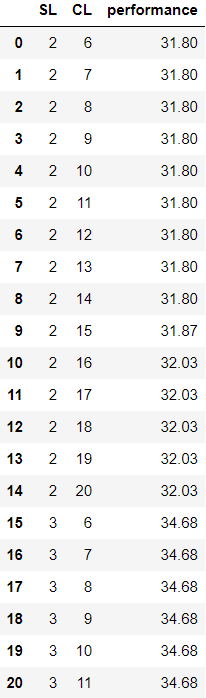 SL CL performance
0 2 6 31.80
1 2 7 31.80
2 2 8 31.80
3 2 9 31.80
4 2 10 31.80
5 2 11 31.80
6 2 12 31.80
7 2 13 31.80
8 2 14 31.80
9 2 15 31.87
10 2 16 32.03
11 2 17 32.03
12 2 18 32.03
13 2 19 32.03
14 2 20 32.03
15 3 6 34.68
16 3 7 34.68
17 3 8 34.68
18 3 9 34.68
19 3 10 34.68
20 3 11 34.68